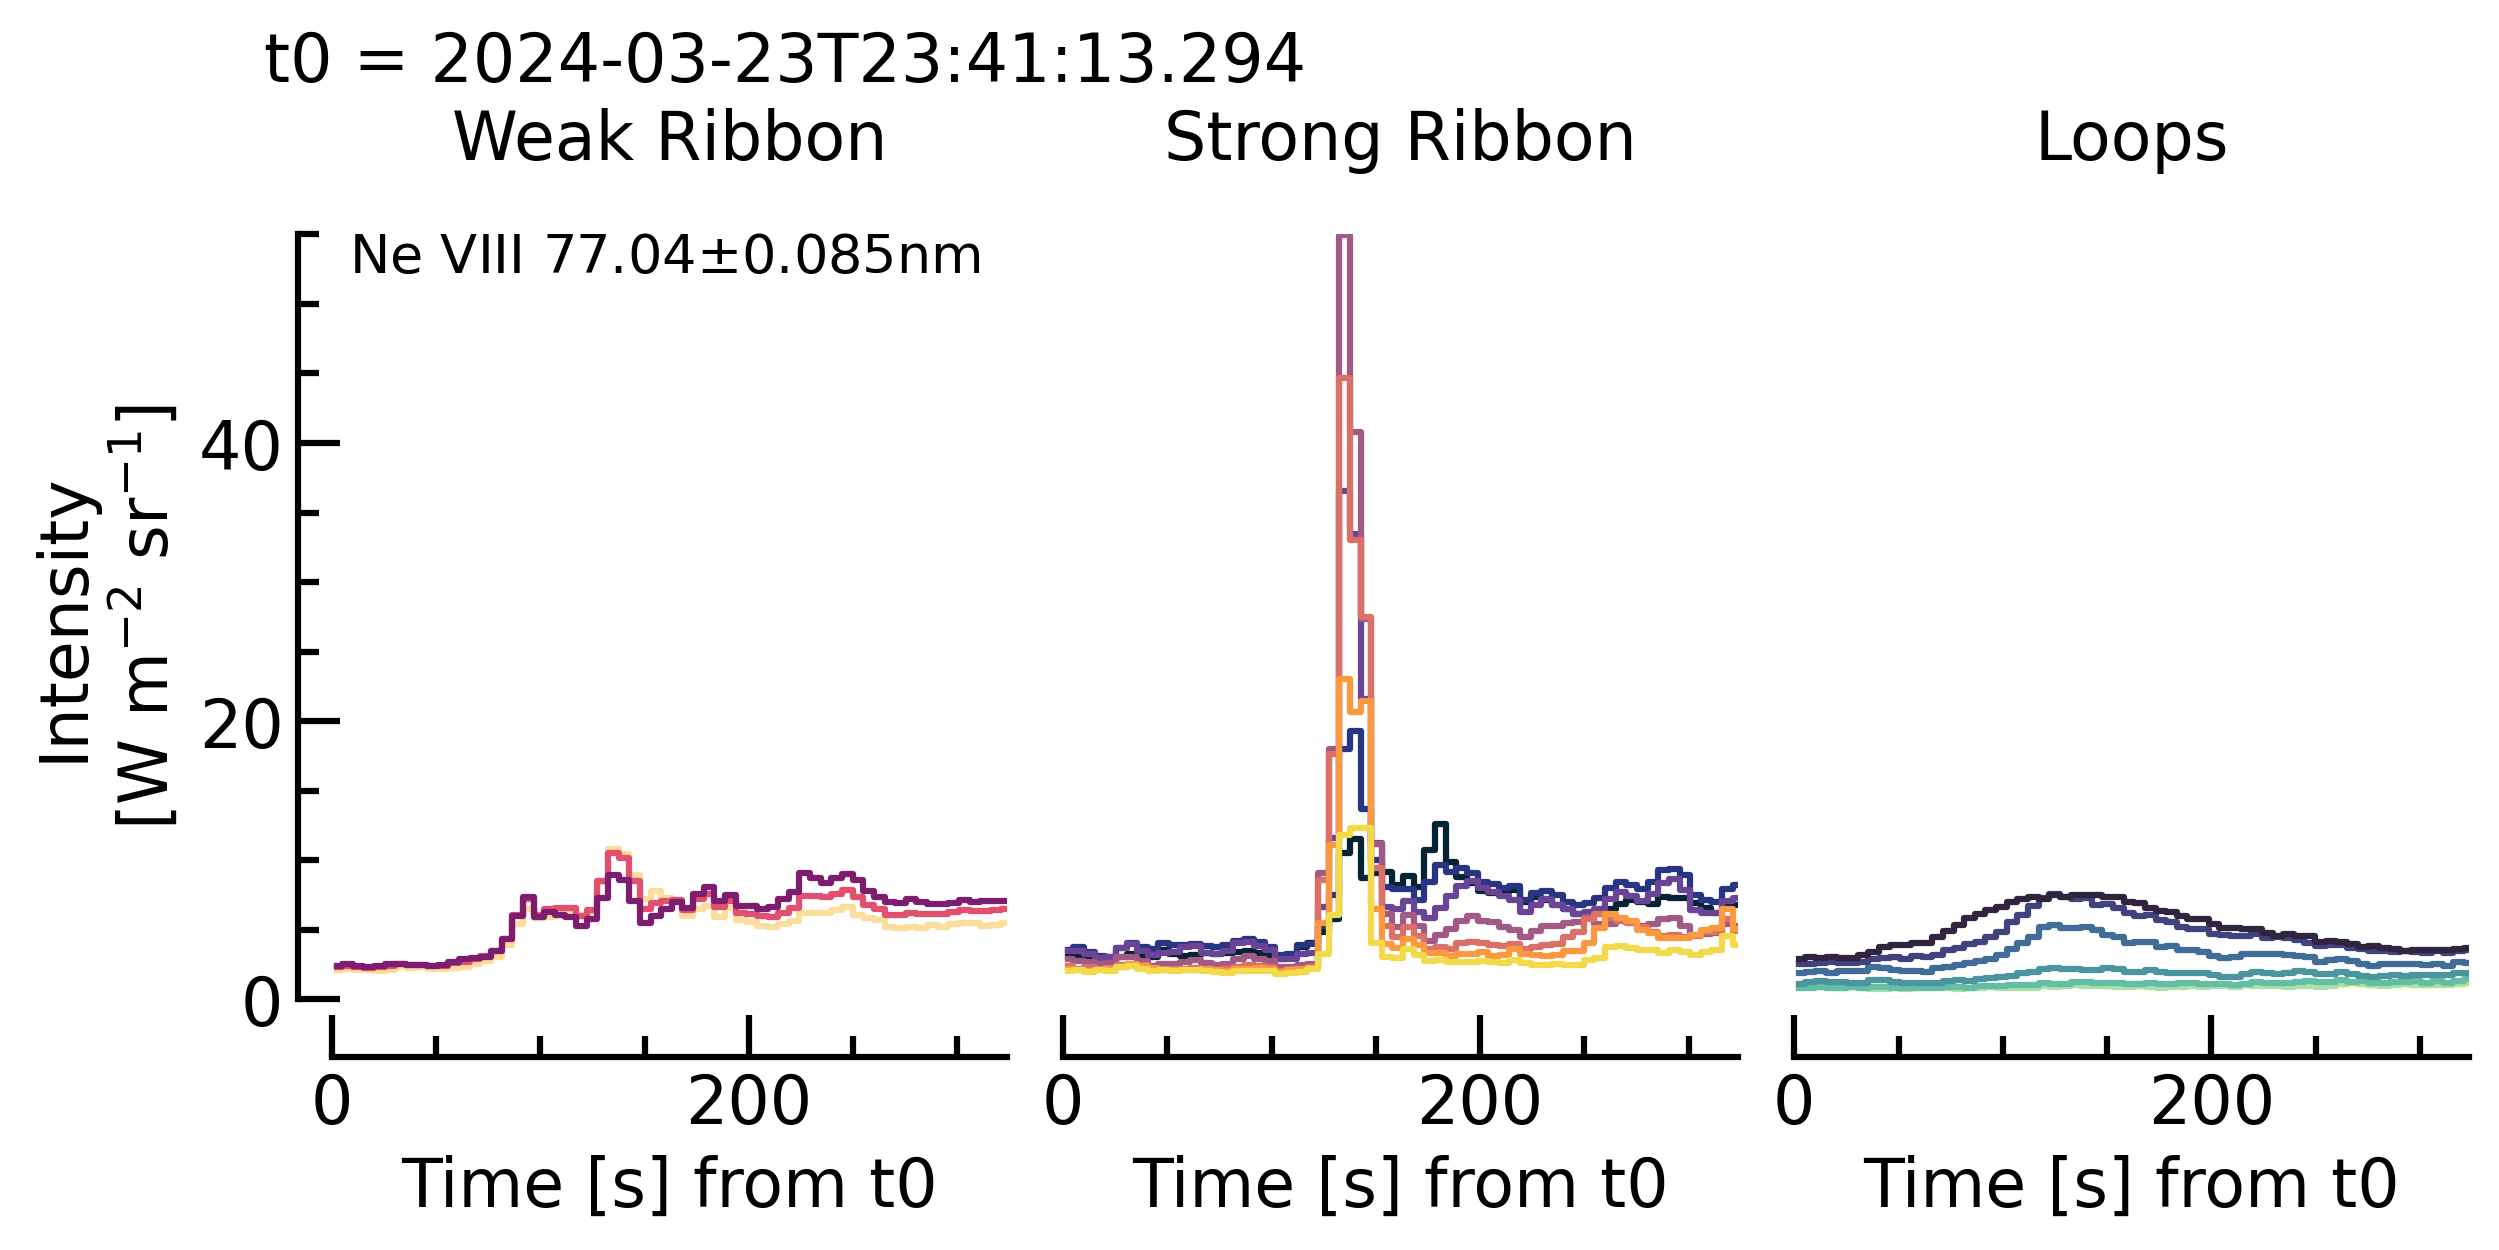 t0 = 2024-03-23T23:41:13.294
Weak Ribbon
Strong Ribbon
Loops
Ne VIII 77.04±0.085nm
Intensity
[W m⁻² sr⁻¹]
40
20
0
0 200
0 200
0 200
Time [s] from t0
Time [s] from t0
Time [s] from t0